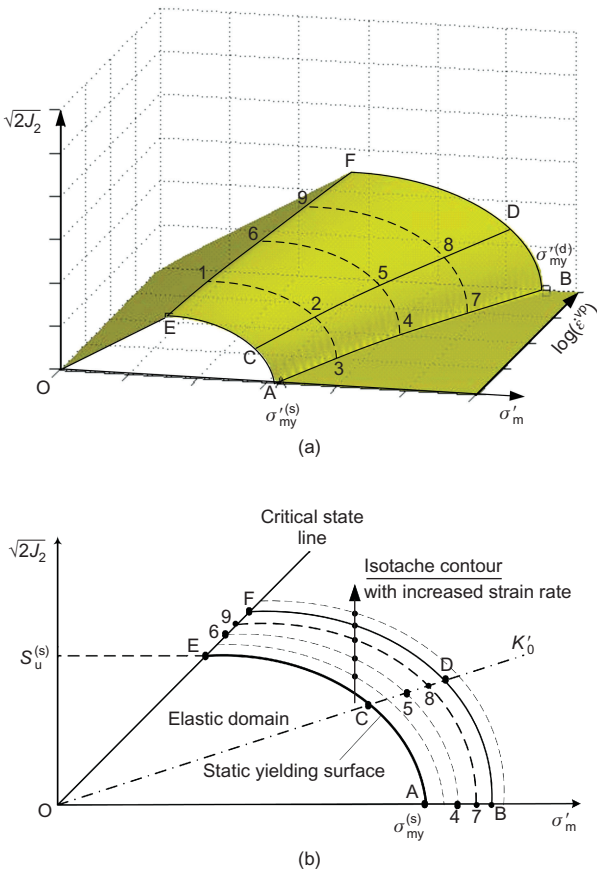 √2J₂
F
9
D
6
8
σ′my⁽ᵈ⁾
B
1
5
2
7
E
4
log(ε̇ᵛᵖ)
C
3
O
A
σ′my⁽ˢ⁾
σ′m
(a)
Critical state
line
√2J₂
Isotache contour
with increased strain rate
F
9
6
K′₀
E
D
Sᵤ⁽ˢ⁾
8
5
C
Elastic domain
Static yielding surface
A
O
σmy⁽ˢ⁾
4
7
B
σ′m
(b)